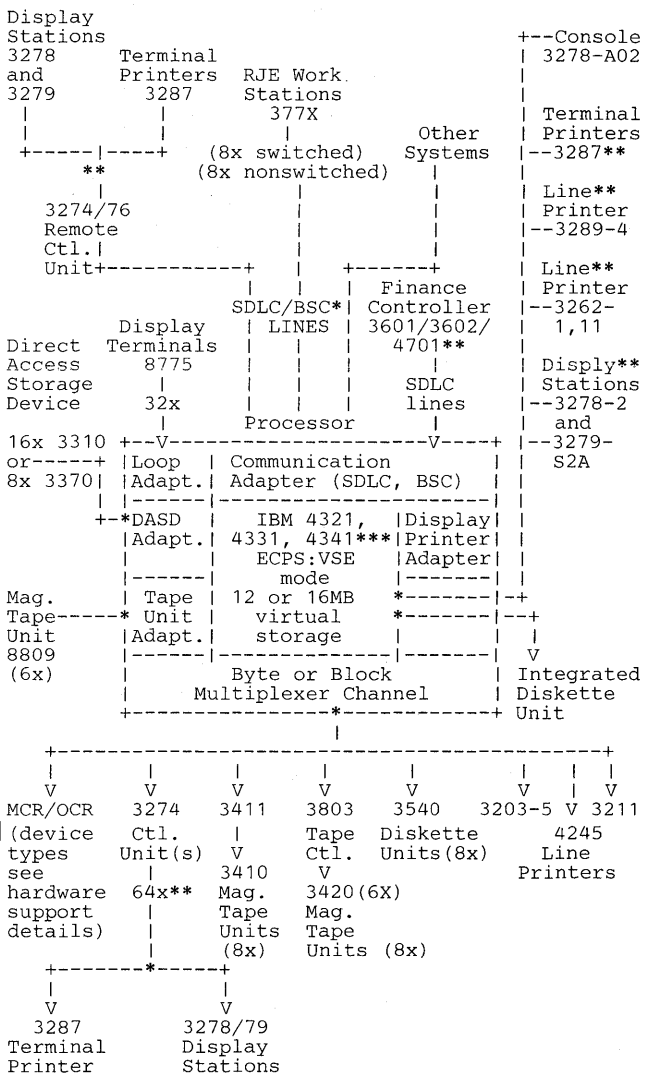 Display
Stations                                 +--Console
3278      Terminal                       |  3278-A02
and       Printers  RJE Work             |
3279        3287    Stations             |
  |          |        377X               |  Terminal
  |          |         |        Other    |  Printers
  +-----|----+   (8x switched) Systems   |--3287**
       **       (8x nonswitched)   |     |
        |               |          |     |  Line**
    3274/76             |          |     |  Printer
    Remote              |          |     |--3289-4
    Ctl.|               |          |     |
    Unit+-----------+   |   +------+     |  Line**
                    |   |   |  Finance   |  Printer
                  SDLC/BSC*| Controller  |--3262-
         Display    | LINES | 3601/3602/ |  1,11
Direct  Terminals   |   |   |   4701**   |
Access     8775     |   |   |    |       |  Disply**
Storage     |       |   |   |   SDLC     |  Stations
Device     32x      |   |   |   lines    |--3278-2
            |       Processor     |      |  and
16x 3310 +--V---------------------V----+ |--3279-
or-----+ |Loop  | Communication        | |  S2A
8x 3370| |Adapt.| Adapter (SDLC, BSC)  | |
       | |------|----------------------| |
       +-*DASD  |   IBM 4321,  |Display| |
         |Adapt.| 4331, 4341***|Printer| |
         |      |   ECPS:VSE   |Adapter| |
         |------|     mode     |-------| |
Mag.     | Tape | 12 or 16MB   *-------|-+
Tape-----* Unit |   virtual    *-------|--+
Unit     |Adapt.|   storage    |       |  |
8809     |------|--------------|-------|  V
(6x)     |        Byte or Block        | Integrated
         |     Multiplexer Channel     | Diskette
         +----------------*------------+ Unit
                          |
   +--------------------------------------------+
   |       |      |      |      |        |   |  |
   V       V      V      V      V        V   |  V
MCR/OCR   3274   3411   3803   3540   3203-5 V 3211
(device   Ctl.    |     Tape  Diskette     4245
types    Unit(s)  V     Ctl.  Units(8x)    Line
see        |     3410    V               Printers
hardware  64x**  Mag.   3420(6X)
support    |     Tape   Mag.
details)   |     Units  Tape
           |     (8x)   Units (8x)
   +-------*-----+
   |             |
   V             V
  3287        3278/79
Terminal      Display
Printer       Stations